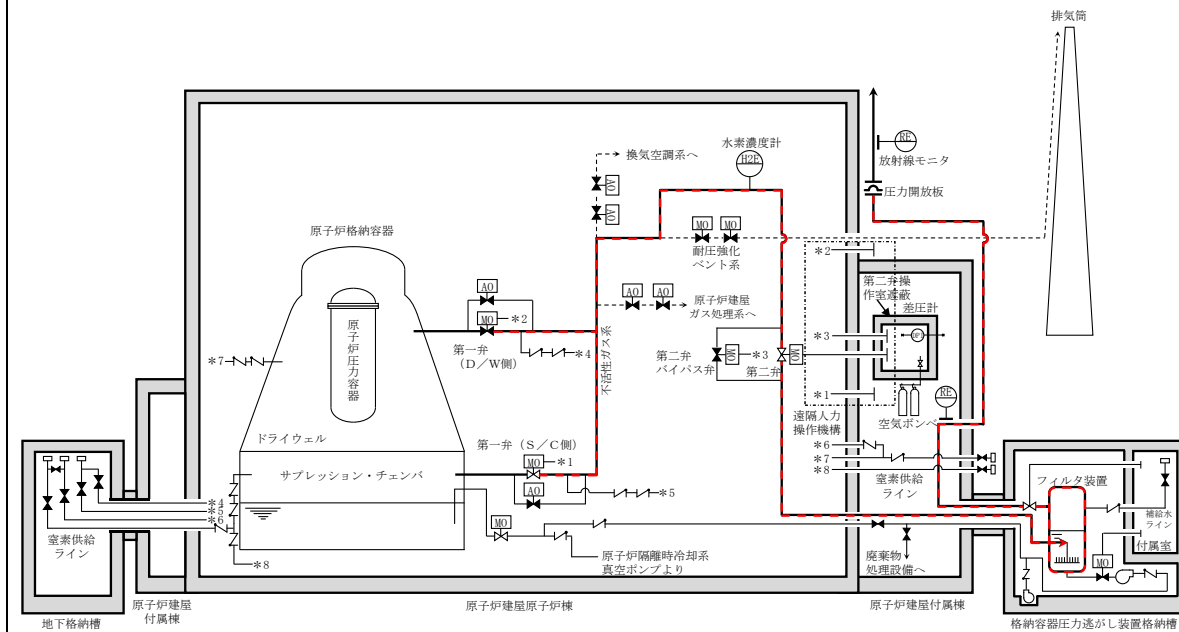 排気筒
水素濃度計
H2E
RE
放射線モニタ
圧力開放板
換気空調系へ
AO
AO
原子炉格納容器
原子炉圧力容器
MO
MO
耐圧強化
ベント系
AO
MO
*2
第一弁
(D/W側)
*4
AO
AO
原子炉建屋
ガス処理系へ
不活性ガス系
*2
第二弁操
作室遮蔽
差圧計
DPI
*3
*1
空気ボンベ
RE
遠隔人力
操作機構
第二弁
バイパス弁
MO
*3
第二弁
MO
*7
ドライウェル
サプレッション・チェンバ
第一弁(S/C側)
MO
*1
AO
*5
*6
*7
*8
窒素供給
ライン
MO
原子炉隔離時冷却系
真空ポンプより
廃棄物
処理設備へ
*4
*5
*6
*8
窒素供給
ライン
フィルタ装置
補給水
ライン
付属室
MO
地下格納槽
原子炉建屋
付属棟
原子炉建屋原子炉棟
原子炉建屋付属棟
格納容器圧力逃がし装置格納槽